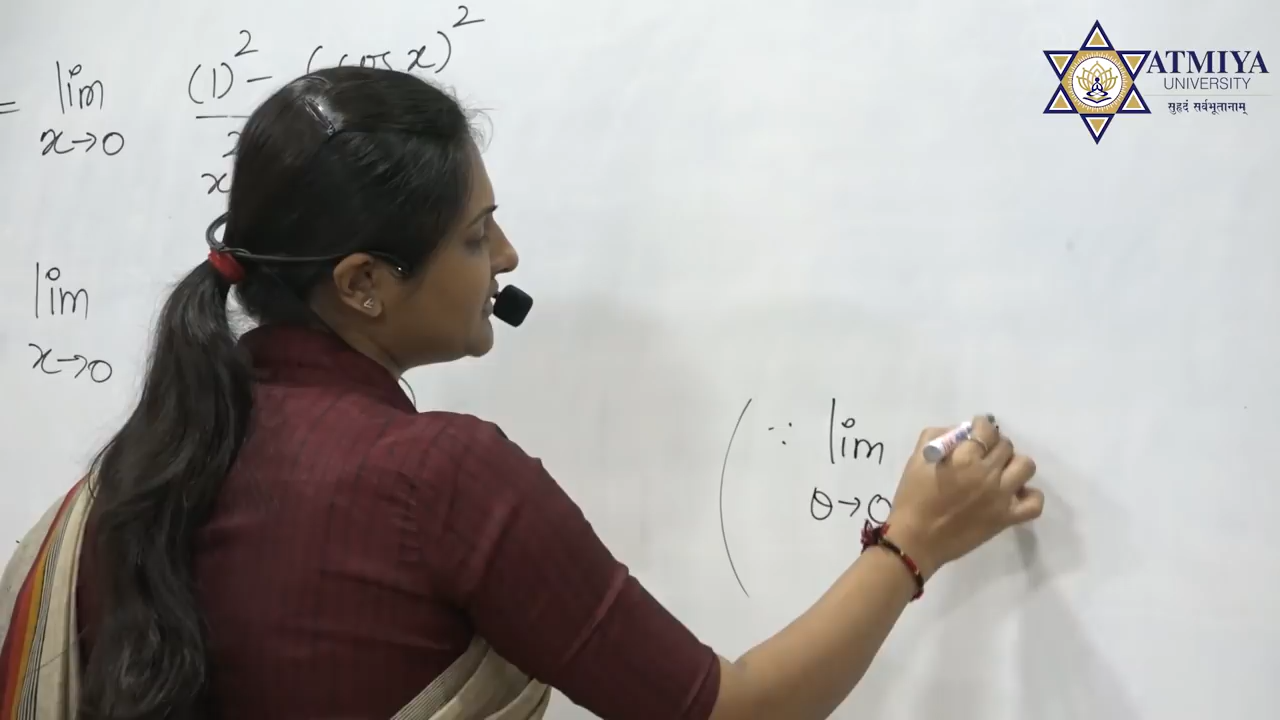 ATMIYA
UNIVERSITY
सुहृदं सर्वभूतानाम्
= lim (1)² - (cos x)²
x→0
x
lim
x→0
( ∵ lim
θ→0